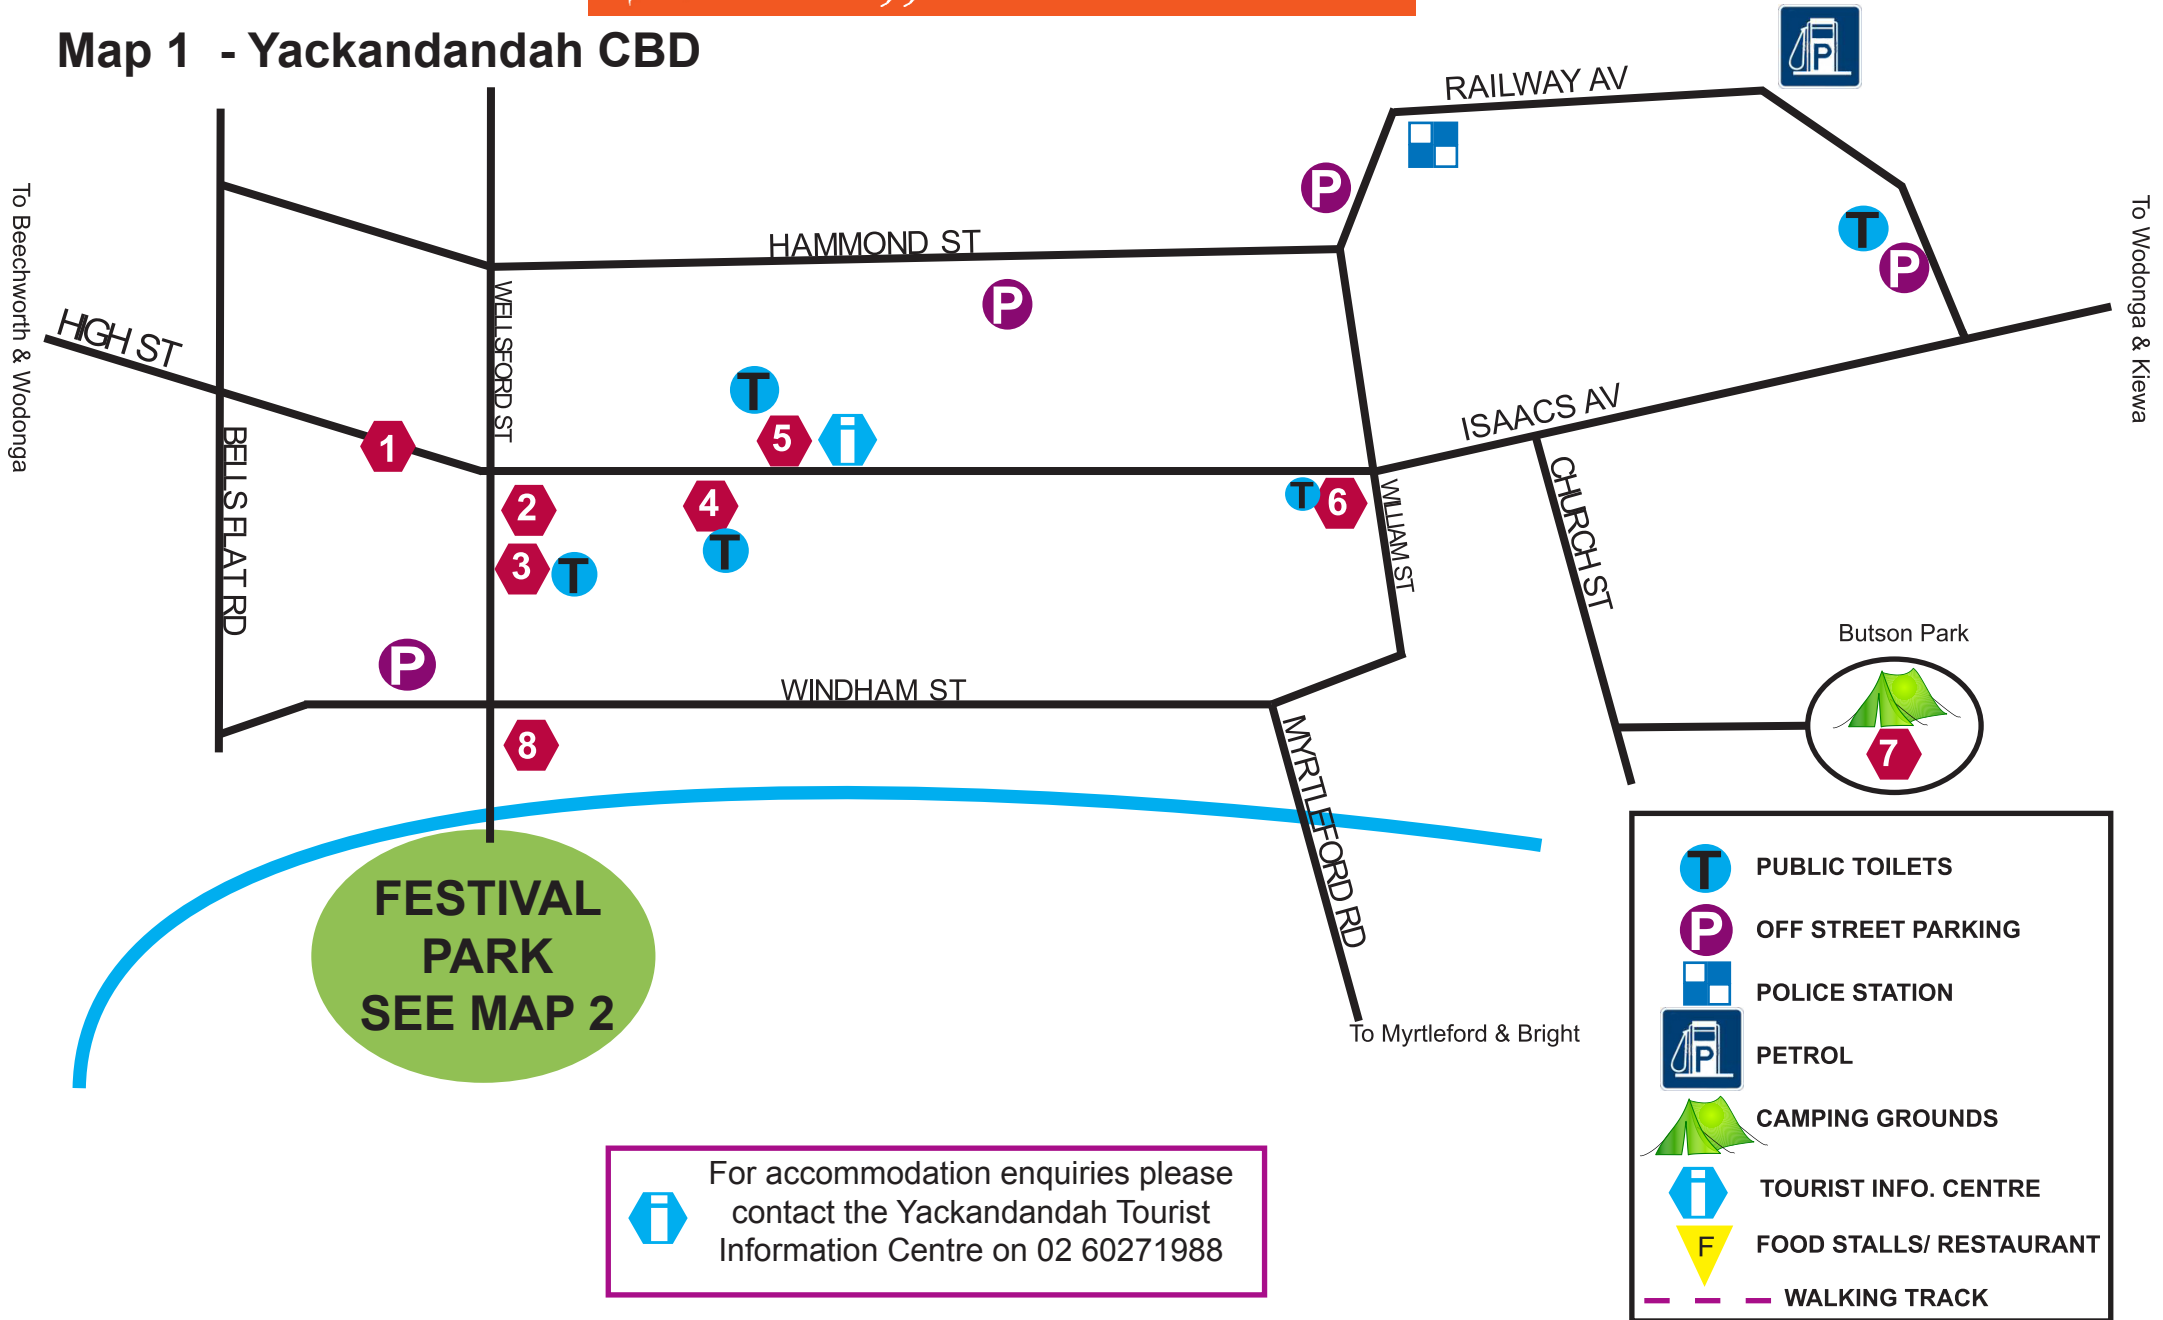 Map 1 - Yackandandah CBD
P
RAILWAY AV
To Beechworth & Wodonga
To Wodonga & Kiewa
P
T
P
HAMMOND ST
P
HIGH ST
WELLSFORD ST
T
ISAACS AV
1
5
i
BELLS FLAT RD
2
4
T
6
WILLIAM ST
CHURCH ST
3
T
T
P
WINDHAM ST
Butson Park
8
7
MYRTLEFORD RD
FESTIVAL
PARK
SEE MAP 2
To Myrtleford & Bright
T PUBLIC TOILETS
P OFF STREET PARKING
POLICE STATION
P PETROL
CAMPING GROUNDS
i TOURIST INFO. CENTRE
F FOOD STALLS/ RESTAURANT
WALKING TRACK
i
For accommodation enquiries please
contact the Yackandandah Tourist
Information Centre on 02 60271988